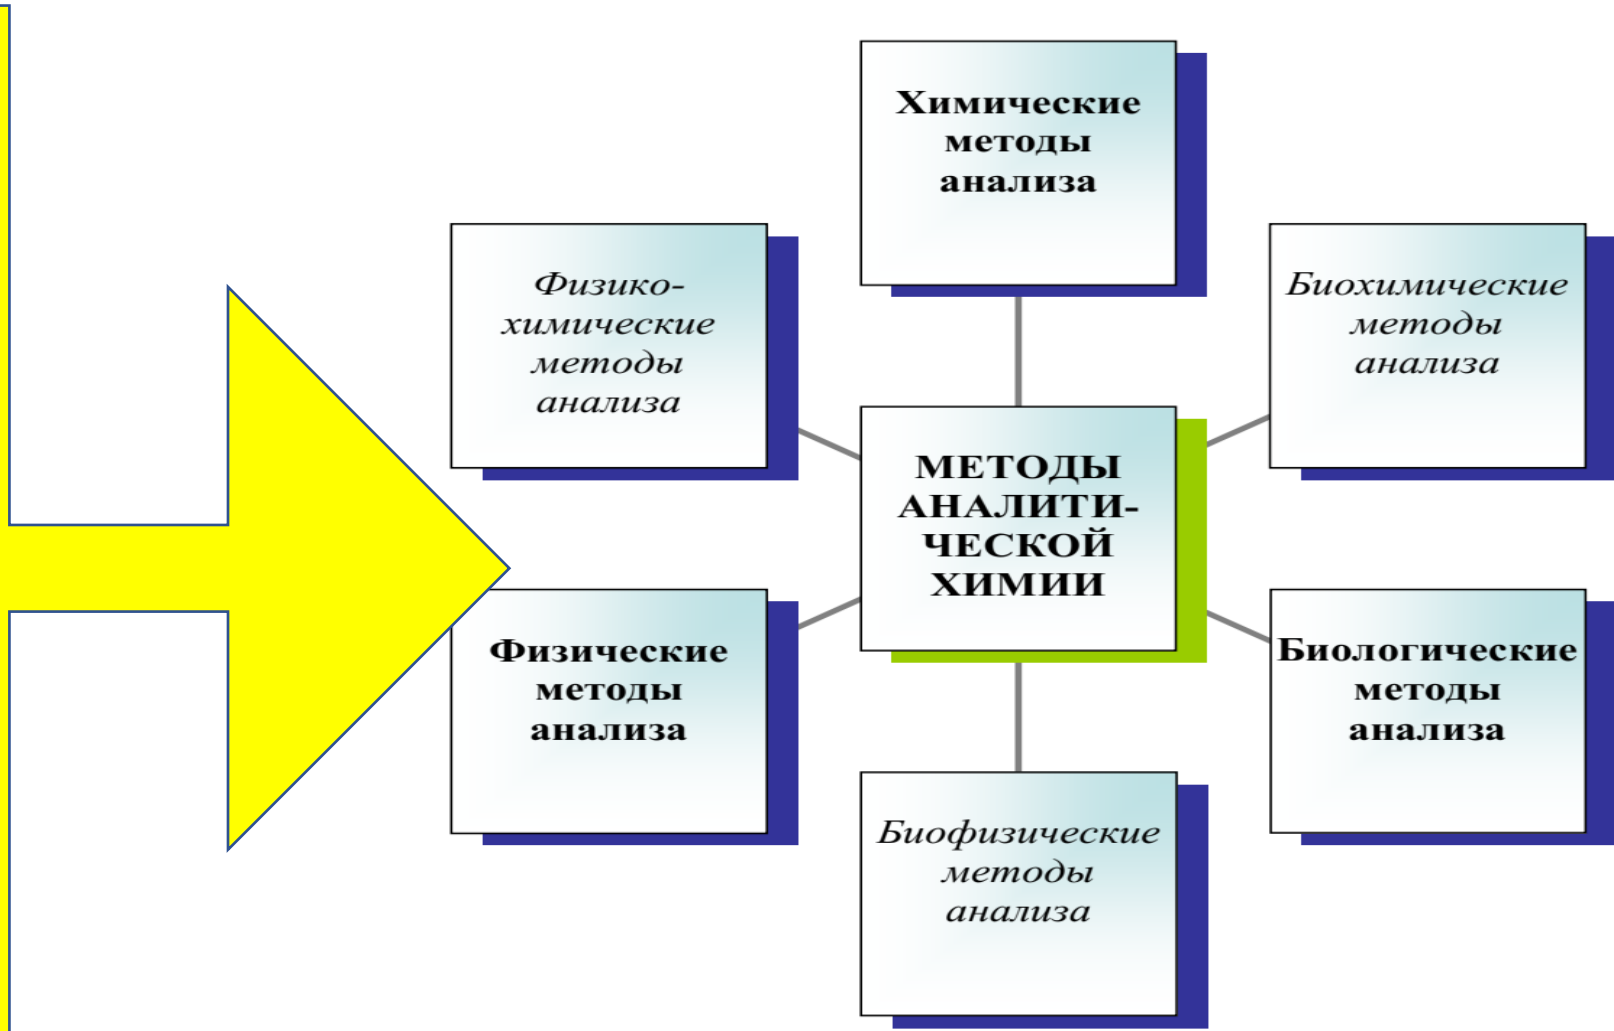 Химические
методы
анализа
Физико-
химические
методы
анализа
Биохимические
методы
анализа
МЕТОДЫ
АНАЛИТИ-
ЧЕСКОЙ
ХИМИИ
Физические
методы
анализа
Биологические
методы
анализа
Биофизические
методы
анализа